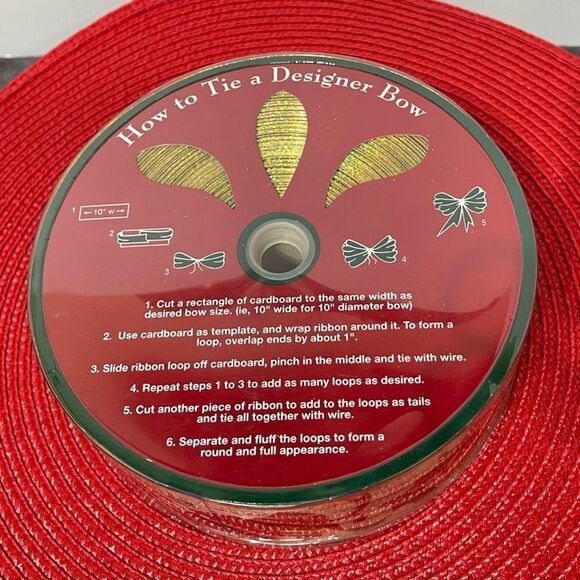 How to Tie a Designer Bow
1 ←10" w→
2
3
4
5
1. Cut a rectangle of cardboard to the same width as
desired bow size. (ie, 10" wide for 10" diameter bow)
2. Use cardboard as template, and wrap ribbon around it. To form a
loop, overlap ends by about 1".
3. Slide ribbon loop off cardboard, pinch in the middle and tie with wire.
4. Repeat steps 1 to 3 to add as many loops as desired.
5. Cut another piece of ribbon to add to the loops as tails
and tie all together with wire.
6. Separate and fluff the loops to form a
round and full appearance.